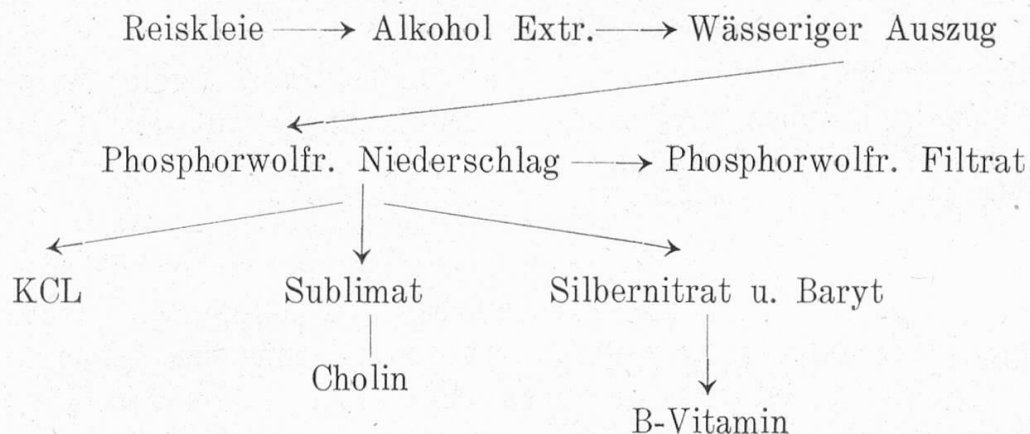 Reiskleie Alkohol Extr. Wässeriger Auszug
Phosphorwolfr. Niederschlag Phosphorwolfr. Filtrat
KCL Sublimat Silbernitrat u. Baryt
Cholin
B-Vitamin